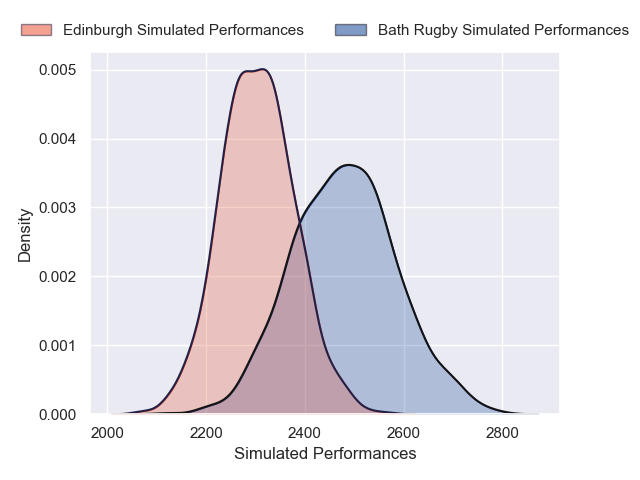 Edinburgh Simulated Performances Bath Rugby Simulated Performances
0.005
0.004
0.003
0.002
0.001
0.000
Density
2000 2200 2400 2600 2800
Simulated Performances